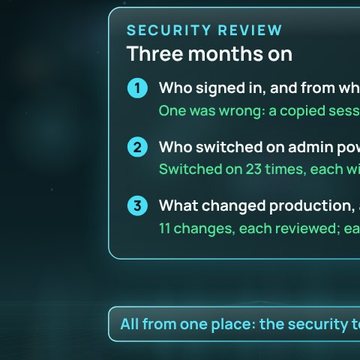 SECURITY REVIEW
Three months on
1 Who signed in, and from wh
One was wrong: a copied sess
2 Who switched on admin pow
Switched on 23 times, each wi
3 What changed production,
11 changes, each reviewed; ea
All from one place: the security t